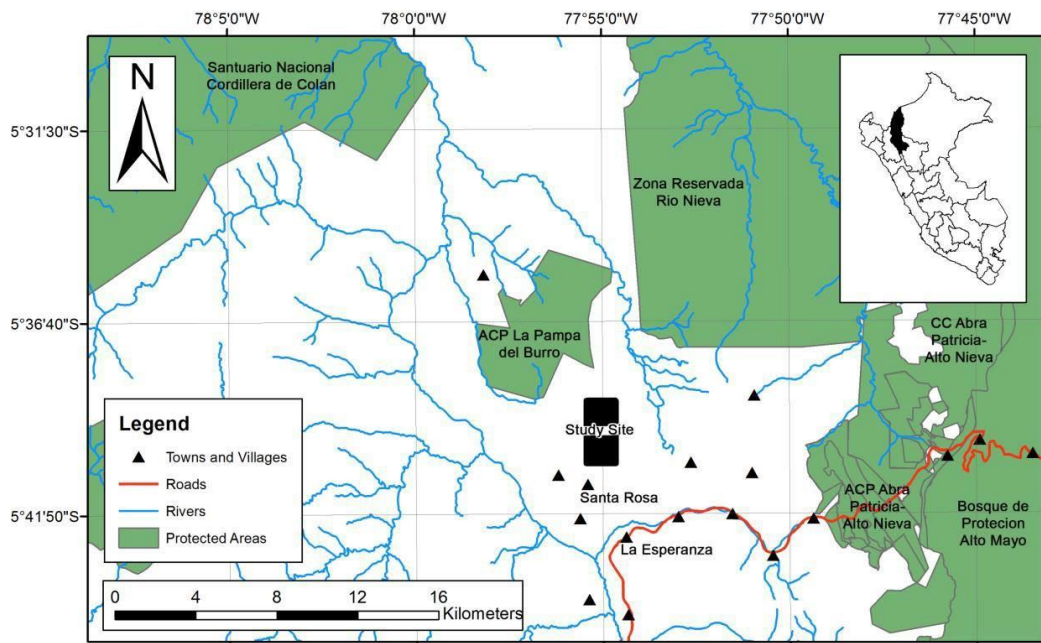 78°5'0"W 78°0'0"W 77°55'0"W 77°50'0"W 77°45'0"W
5°31'30"S
5°36'40"S
5°41'50"S
N
Santuario Nacional
Cordillera de Colan
Zona Reservada
Rio Nieva
ACP La Pampa
del Burro
CC Abra
Patricia-
Alto Nieva
Study Site
Santa Rosa
La Esperanza
ACP Abra
Patricia-
Alto Nieva
Bosque de
Protecion
Alto Mayo
Legend
Towns and Villages
Roads
Rivers
Protected Areas
0 4 8 12 16
Kilometers